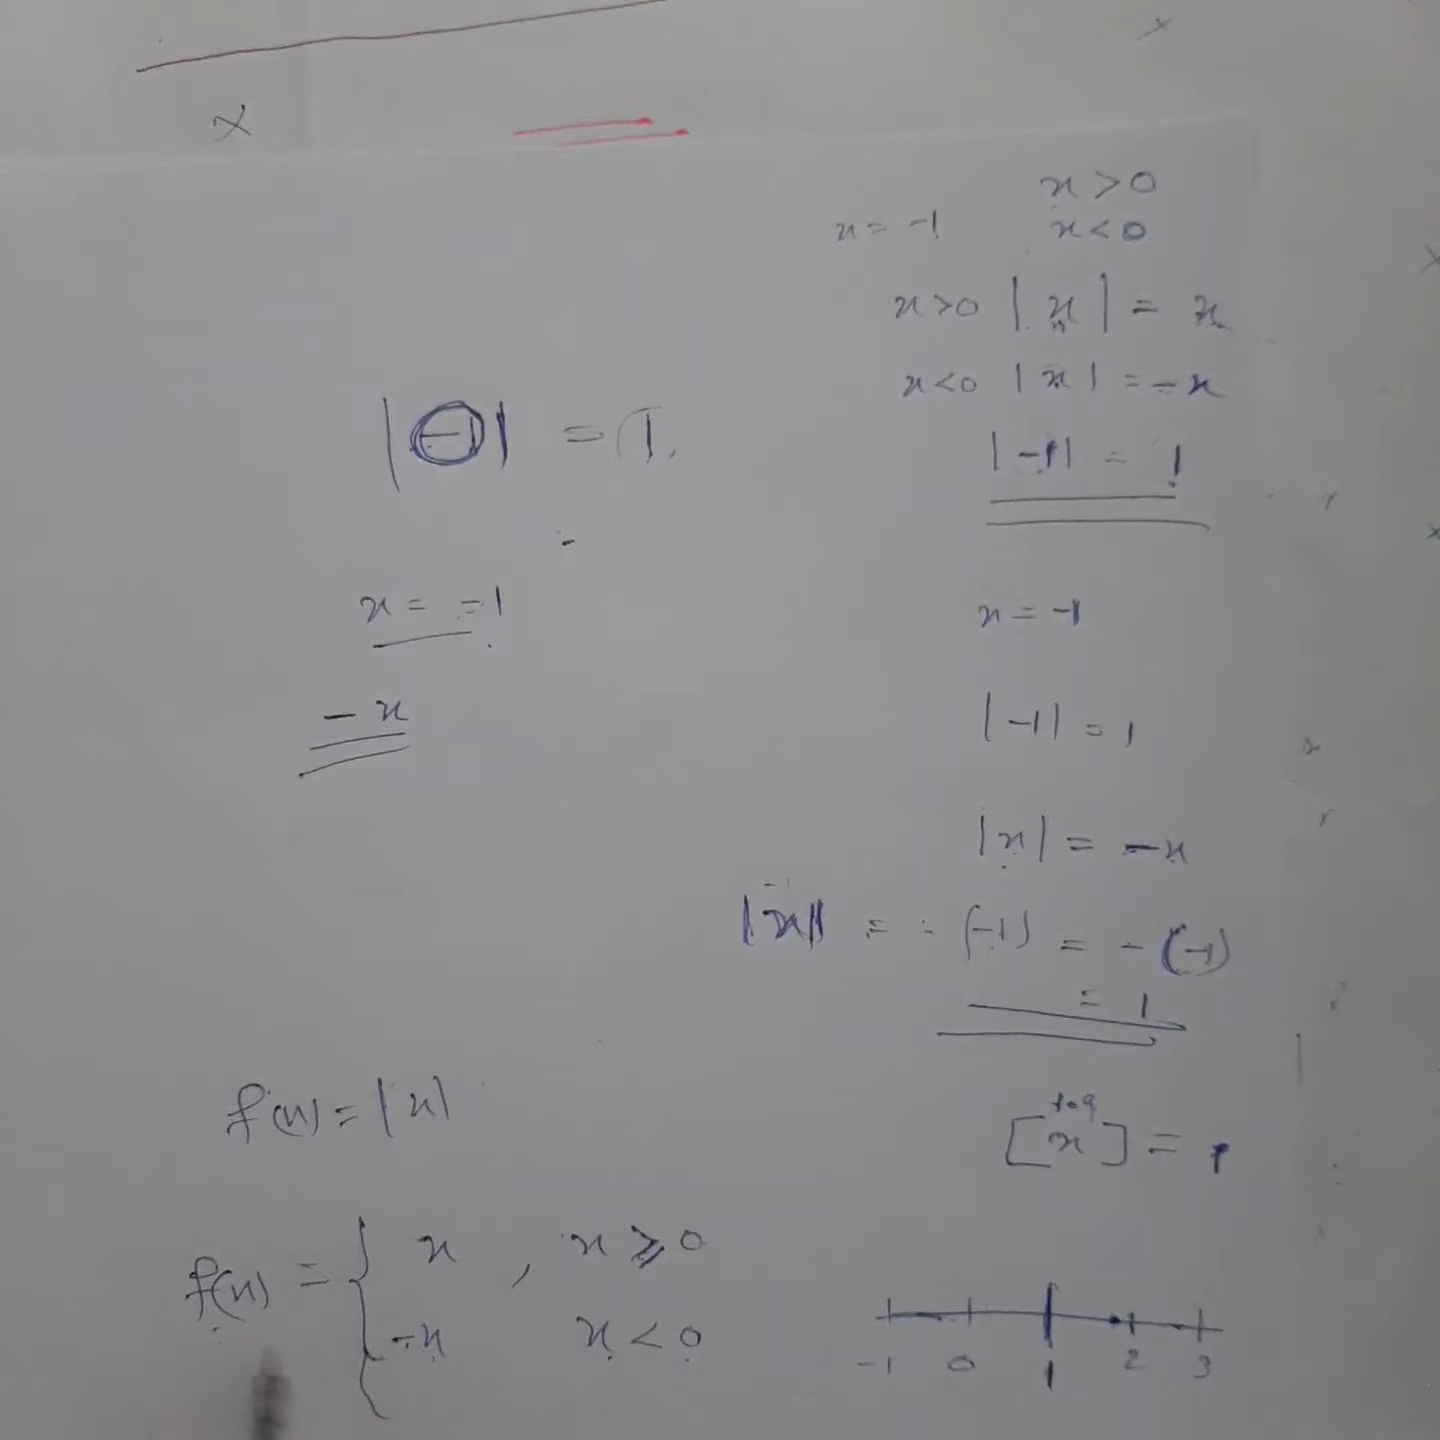 x
x > 0
x = -1
x < 0
x > 0 | x | = x
x < 0 | x | = -x
| -1 | = 1
| -1 | = 1
x = -1
x = -1
-x
| -1 | = 1
| x | = -x
| x | = - (-1) = - (-1)
= 1
f(x) = | x |
[ x ] =
f(x) = { x , x ≥ 0
-x x < 0
-1 0 1 2 3